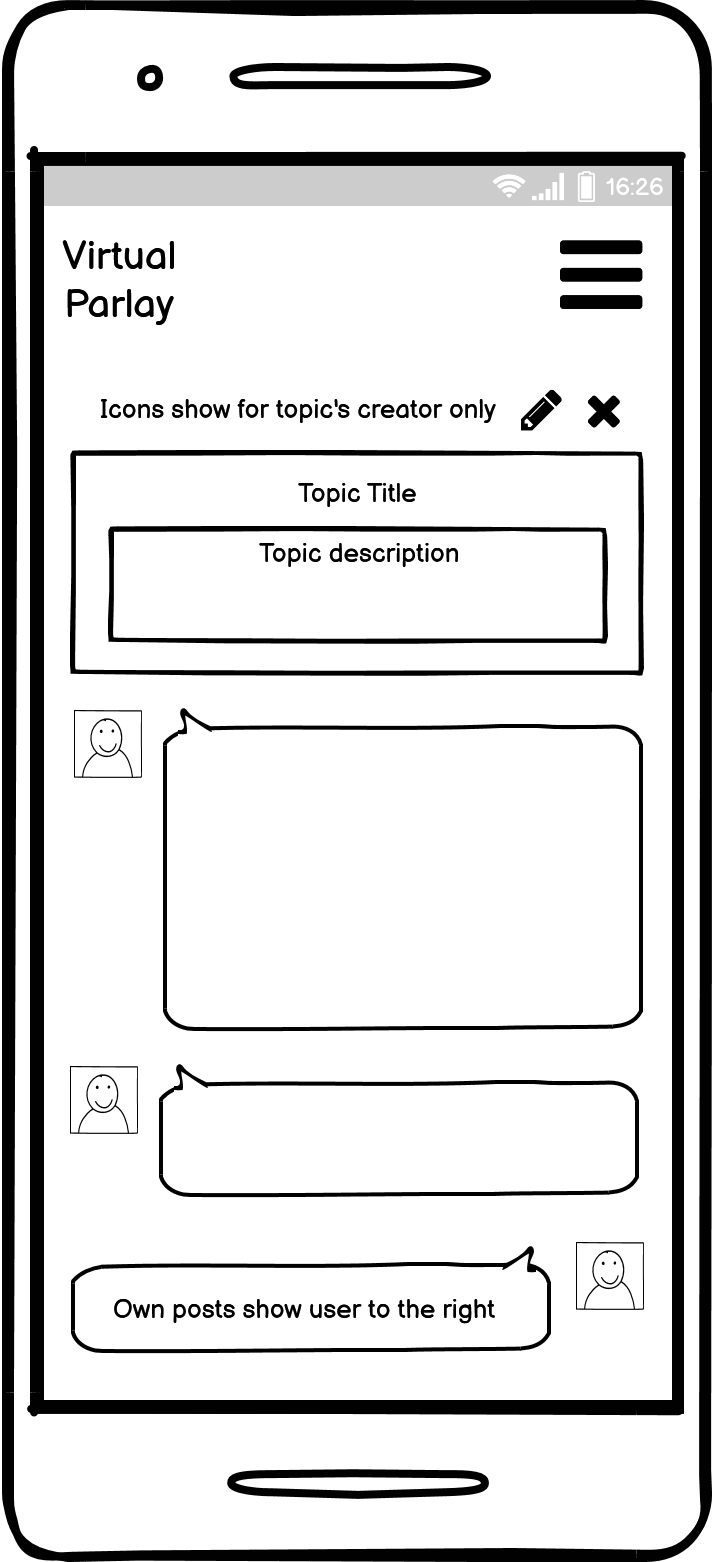 16:26
Virtual
Parlay
Icons show for topic's creator only
Topic Title
Topic description
Own posts show user to the right